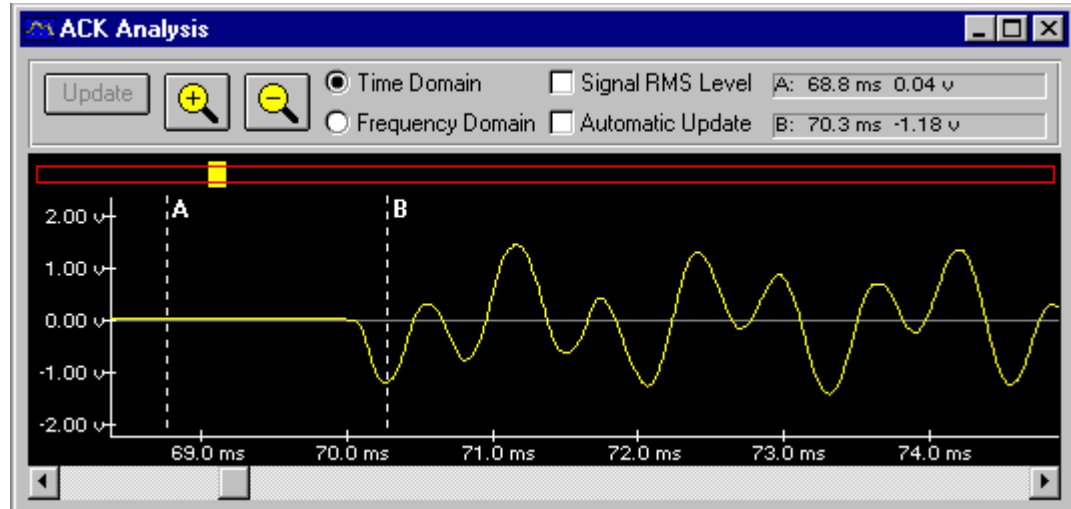 ACK Analysis
Update
Time Domain
Signal RMS Level
A: 68.8 ms 0.04 v
Frequency Domain
Automatic Update
B: 70.3 ms -1.18 v
A
B
2.00 v
1.00 v
0.00 v
-1.00 v
-2.00 v
69.0 ms 70.0 ms 71.0 ms 72.0 ms 73.0 ms 74.0 ms